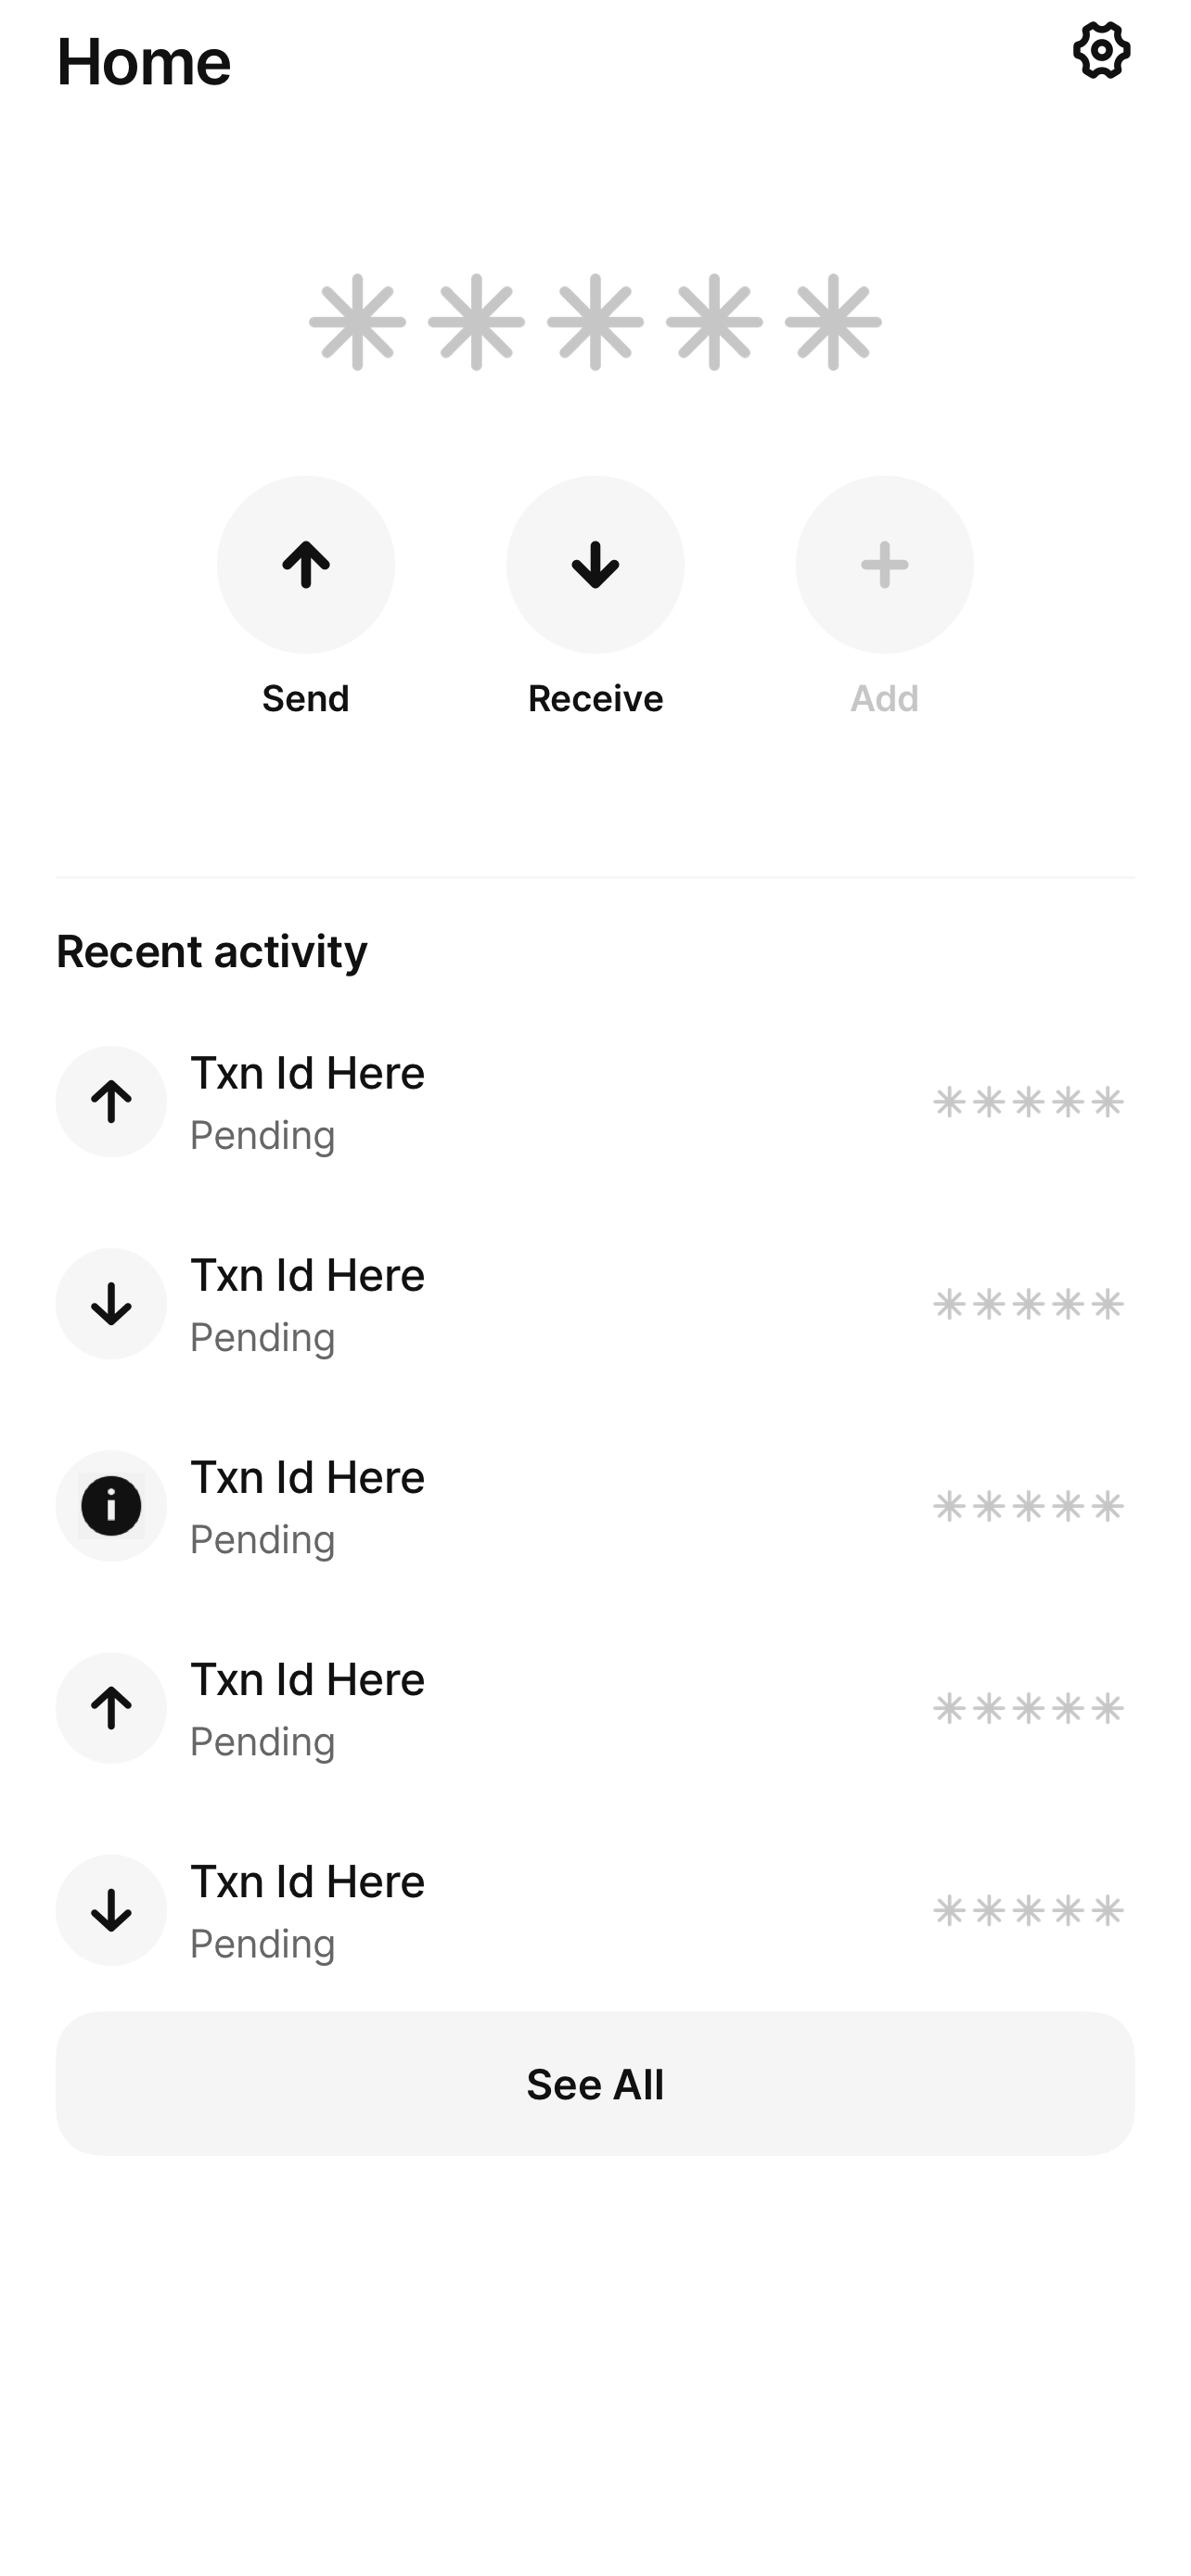 Home
*****
Send
Receive
Add
Recent activity
Txn Id Here
Pending
*****
Txn Id Here
Pending
*****
Txn Id Here
Pending
*****
Txn Id Here
Pending
*****
Txn Id Here
Pending
*****
See All